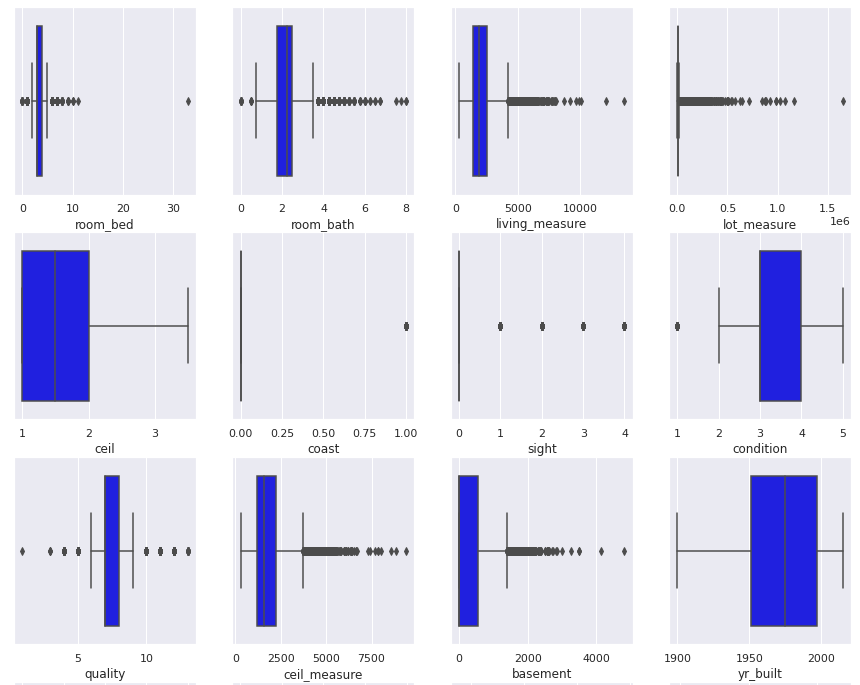 0 10 20 30
room_bed
0 2 4 6 8
room_bath
0 5000 10000
living_measure
0.0 0.5 1.0 1.5
1e6
lot_measure
1 2 3
ceil
0.00 0.25 0.50 0.75 1.00
coast
0 1 2 3 4
sight
1 2 3 4 5
condition
5 10
quality
0 2500 5000 7500
ceil_measure
0 2000 4000
basement
1900 1950 2000
yr_built